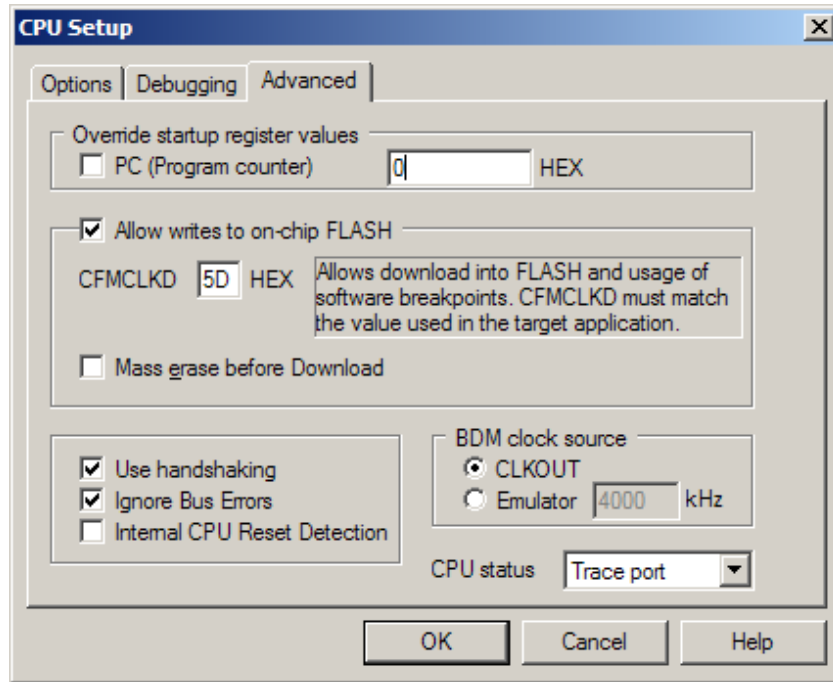 CPU Setup
Options Debugging Advanced
Override startup register values
PC (Program counter) 0 HEX
Allow writes to on-chip FLASH
CFMCLKD 5D HEX Allows download into FLASH and usage of
software breakpoints. CFMCLKD must match
the value used in the target application.
Mass erase before Download
Use handshaking
Ignore Bus Errors
Internal CPU Reset Detection
BDM clock source
CLKOUT
Emulator 4000 kHz
CPU status Trace port
OK Cancel Help